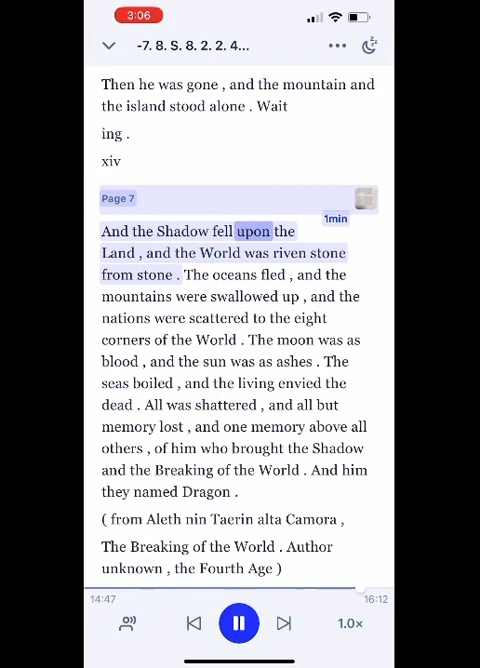 3:06
-7. 8. S. 8. 2. 2. 4...
Then he was gone , and the mountain and
the island stood alone . Wait
ing .
xiv
Page 7
1min
And the Shadow fell upon the
Land , and the World was riven stone
from stone . The oceans fled , and the
mountains were swallowed up , and the
nations were scattered to the eight
corners of the World . The moon was as
blood , and the sun was as ashes . The
seas boiled , and the living envied the
dead . All was shattered , and all but
memory lost , and one memory above all
others , of him who brought the Shadow
and the Breaking of the World . And him
they named Dragon .
( from Aleth nin Taerin alta Camora ,
The Breaking of the World . Author
unknown , the Fourth Age )
14:47
16:12
1.0×